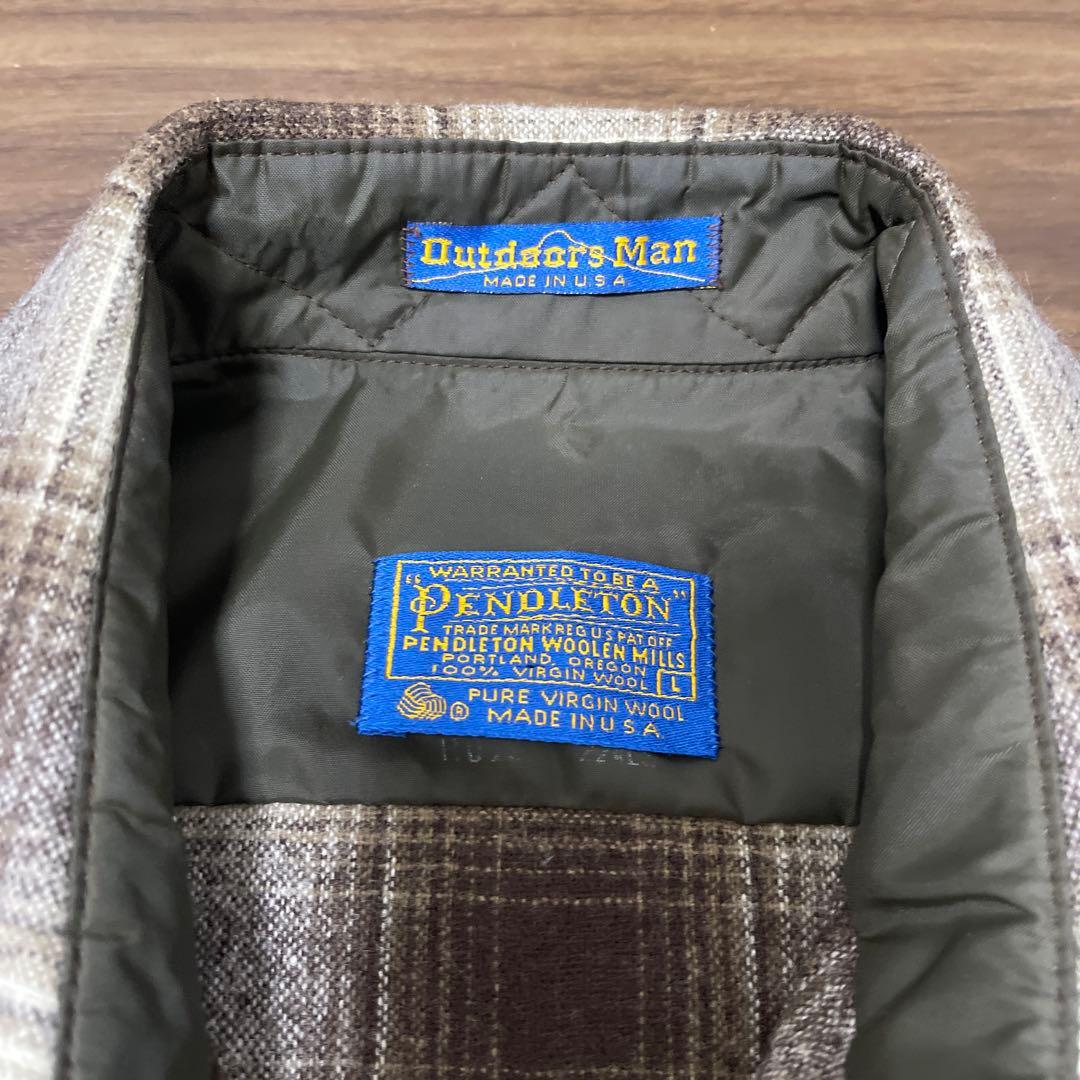 Outdoors Man
MADE IN U.S.A.
WARRANTED TO BE A
"PENDLETON"
TRADE MARK REG US PAT OFF
PENDLETON WOOLEN MILLS
PORTLAND, OREGON
100% VIRGIN WOOL L
® PURE VIRGIN WOOL
MADE IN U.S.A.